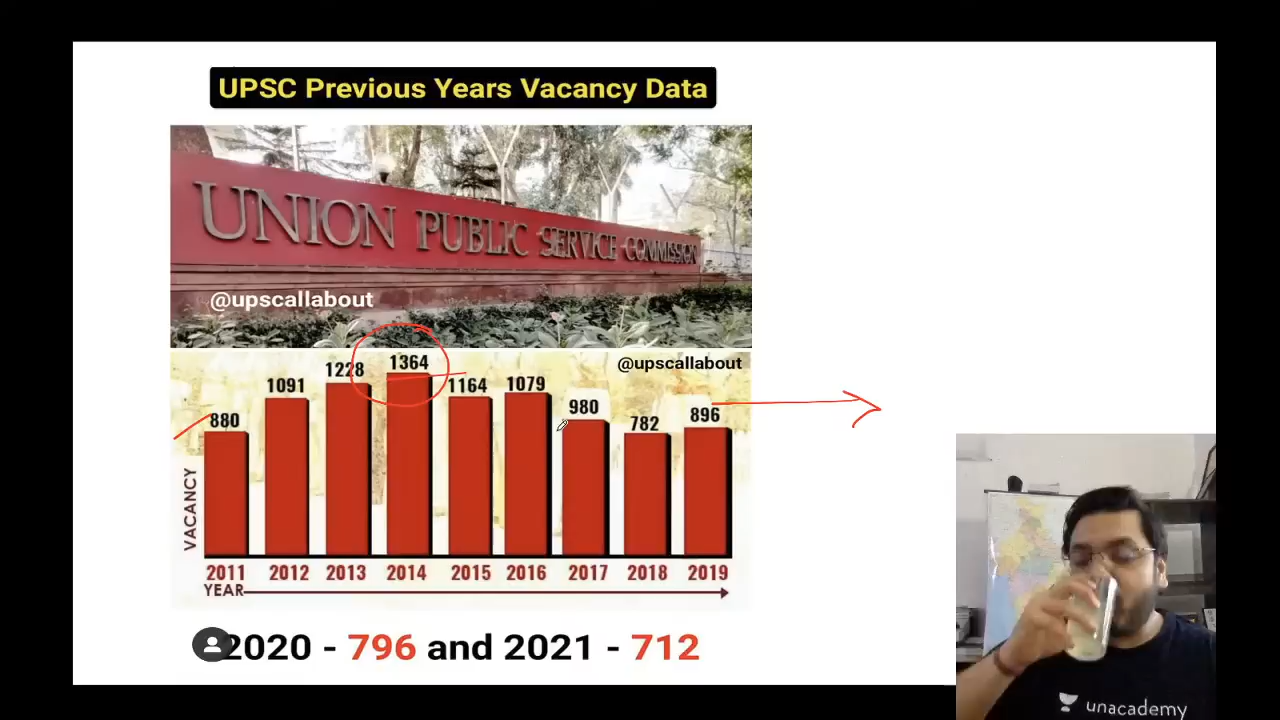 UPSC Previous Years Vacancy Data
UNION PUBLIC SERVICE COMMISSION
@upscallabout
@upscallabout
880
1091
1228
1364
1164
1079
980
782
896
VACANCY
2011 2012 2013 2014 2015 2016 2017 2018 2019
YEAR
2020 - 796 and 2021 - 712
unacademy